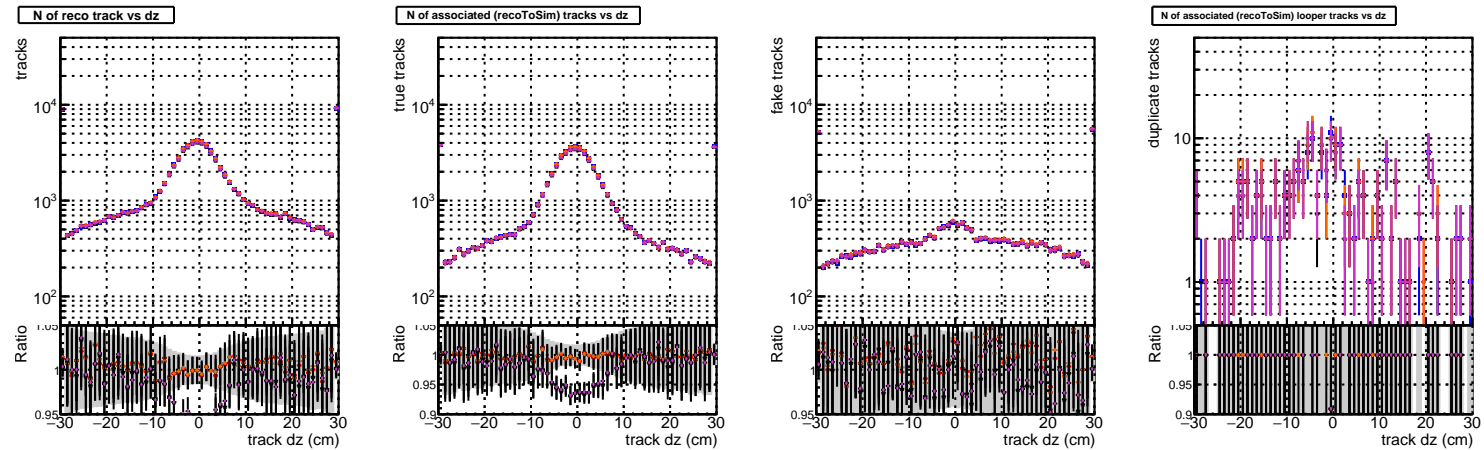 N of reco track vs dz
tracks
10⁴
10³
10²
Ratio
1.05
1
0.95
−30 −20 −10 0 10 20 30
track dz (cm)
N of associated (recoToSim) tracks vs dz
true tracks
10⁴
10³
10²
Ratio
1.05
1
0.95
0.9
−30 −20 −10 0 10 20 30
track dz (cm)
fake tracks
10⁴
10³
10²
Ratio
1.05
1
0.95
−30 −20 −10 0 10 20 30
track dz (cm)
N of associated (recoToSim) looper tracks vs dz
duplicate tracks
10
1
Ratio
1.05
1
0.95
0.9
−30 −20 −10 0 10 20 30
track dz (cm)